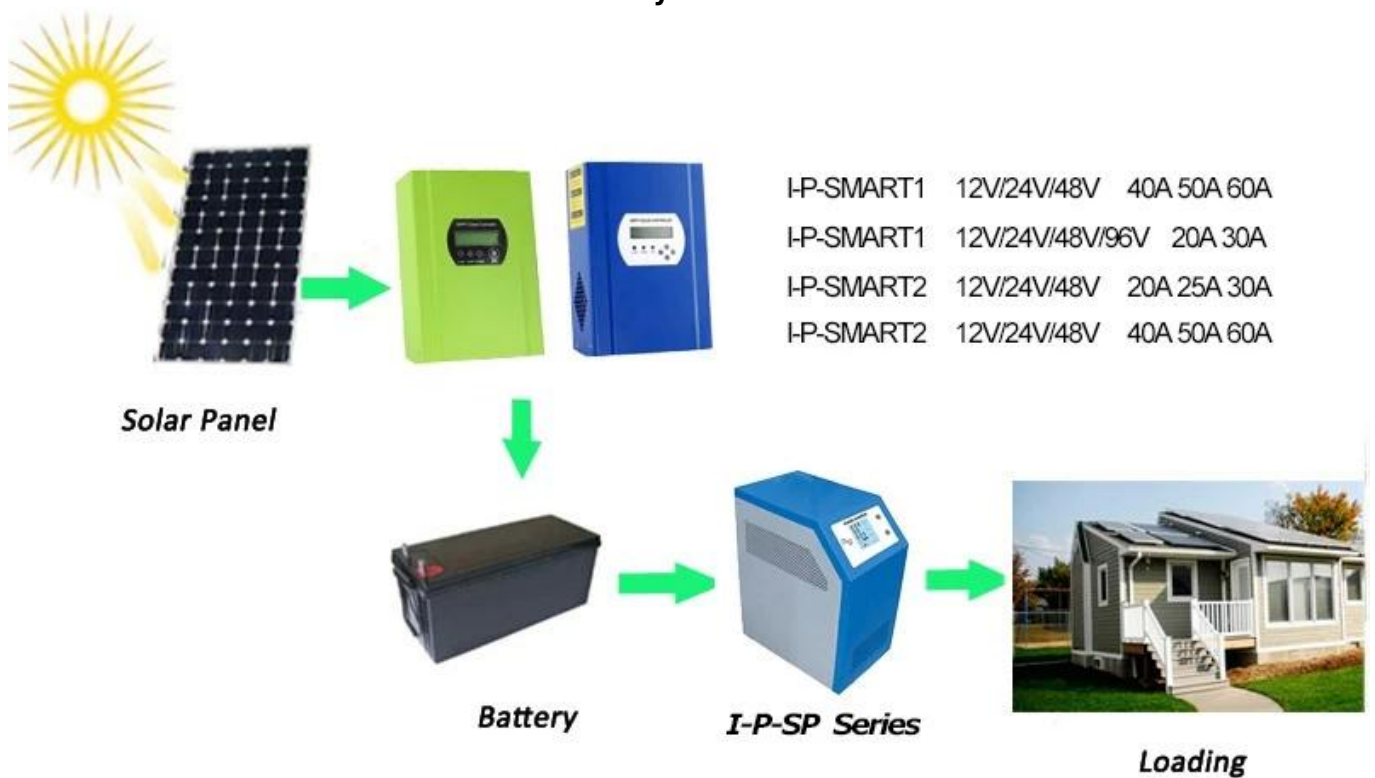 I-P-SMART1 12V/24V/48V 40A 50A 60A
I-P-SMART1 12V/24V/48V/96V 20A 30A
I-P-SMART2 12V/24V/48V 20A 25A 30A
I-P-SMART2 12V/24V/48V 40A 50A 60A
Solar Panel
Battery
I-P-SP Series
Loading